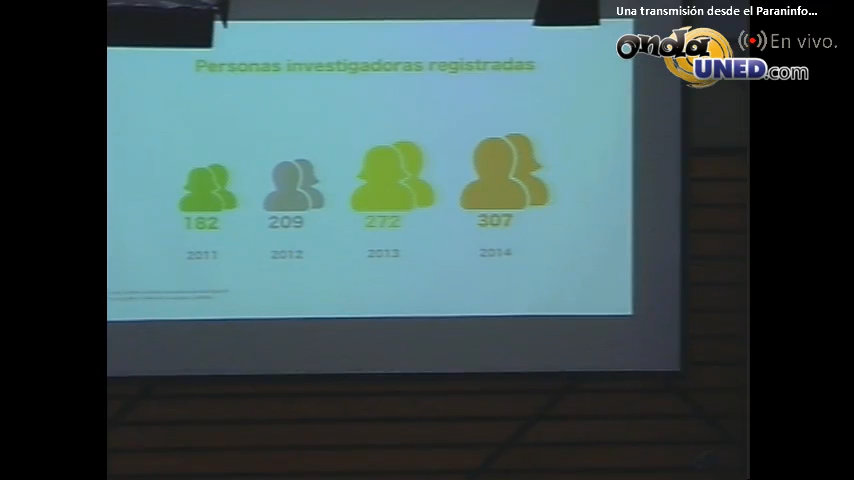 Una transmisión desde el Paraninfo...
onda
UNED.com
En vivo.
Personas investigadoras registradas
182
209
272
307
2011
2012
2013
2014